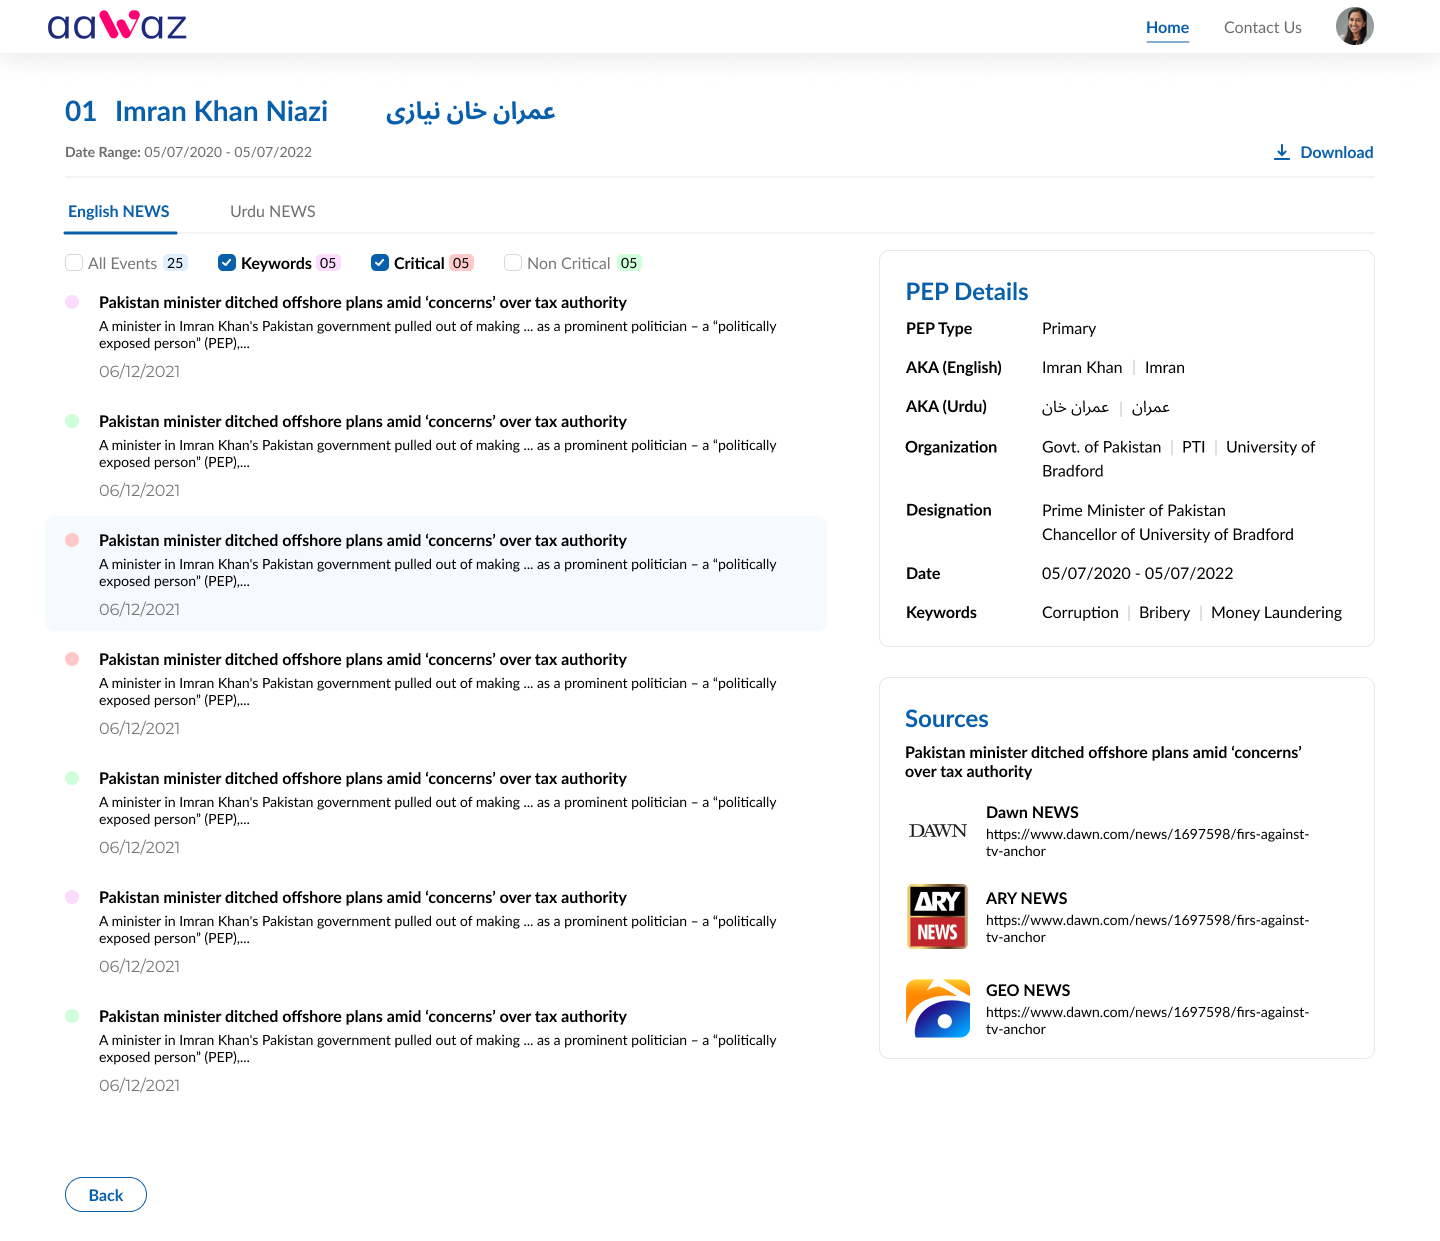 aawaz
Home
Contact Us
01 Imran Khan Niazi عمران خان نیازی
Date Range: 05/07/2020 - 05/07/2022
Download
English NEWS
Urdu NEWS
All Events 25
Keywords 05
Critical 05
Non Critical 05
Pakistan minister ditched offshore plans amid ‘concerns’ over tax authority
A minister in Imran Khan's Pakistan government pulled out of making ... as a prominent politician – a “politically
exposed person” (PEP),...
06/12/2021
Pakistan minister ditched offshore plans amid ‘concerns’ over tax authority
A minister in Imran Khan's Pakistan government pulled out of making ... as a prominent politician – a “politically
exposed person” (PEP),...
06/12/2021
Pakistan minister ditched offshore plans amid ‘concerns’ over tax authority
A minister in Imran Khan's Pakistan government pulled out of making ... as a prominent politician – a “politically
exposed person” (PEP),...
06/12/2021
Pakistan minister ditched offshore plans amid ‘concerns’ over tax authority
A minister in Imran Khan's Pakistan government pulled out of making ... as a prominent politician – a “politically
exposed person” (PEP),...
06/12/2021
Pakistan minister ditched offshore plans amid ‘concerns’ over tax authority
A minister in Imran Khan's Pakistan government pulled out of making ... as a prominent politician – a “politically
exposed person” (PEP),...
06/12/2021
Pakistan minister ditched offshore plans amid ‘concerns’ over tax authority
A minister in Imran Khan's Pakistan government pulled out of making ... as a prominent politician – a “politically
exposed person” (PEP),...
06/12/2021
Pakistan minister ditched offshore plans amid ‘concerns’ over tax authority
A minister in Imran Khan's Pakistan government pulled out of making ... as a prominent politician – a “politically
exposed person” (PEP),...
06/12/2021
PEP Details
PEP Type Primary
AKA (English) Imran Khan | Imran
AKA (Urdu) عمران خان | عمران
Organization Govt. of Pakistan | PTI | University of
Bradford
Designation Prime Minister of Pakistan
Chancellor of University of Bradford
Date 05/07/2020 - 05/07/2022
Keywords Corruption | Bribery | Money Laundering
Sources
Pakistan minister ditched offshore plans amid ‘concerns’
over tax authority
DAWN
Dawn NEWS
https://www.dawn.com/news/1697598/firs-against-
tv-anchor
ARY
NEWS
ARY NEWS
https://www.dawn.com/news/1697598/firs-against-
tv-anchor
GEO NEWS
https://www.dawn.com/news/1697598/firs-against-
tv-anchor
Back